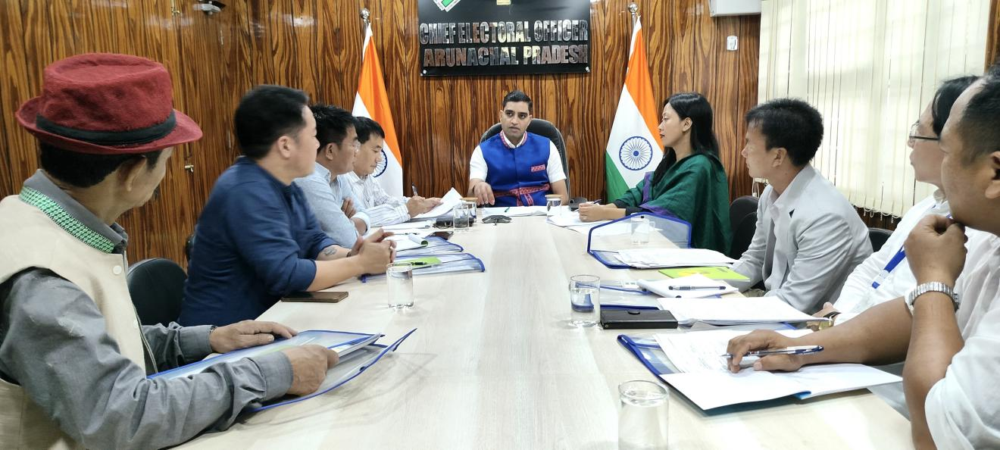 CHIEF ELECTORAL OFFICER
ARUNACHAL PRADESH